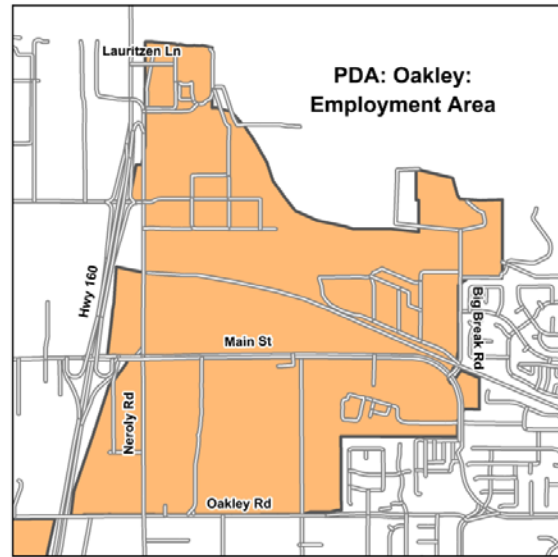 Lauritzen Ln
PDA: Oakley:
Employment Area
Hwy 160
Big Break Rd
Main St
Neroly Rd
Oakley Rd